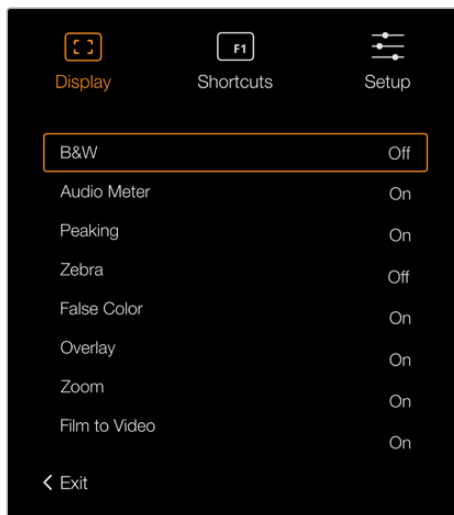 F1
Display Shortcuts Setup
B&W Off
Audio Meter On
Peaking On
Zebra Off
False Color On
Overlay On
Zoom On
Film to Video On
Exit